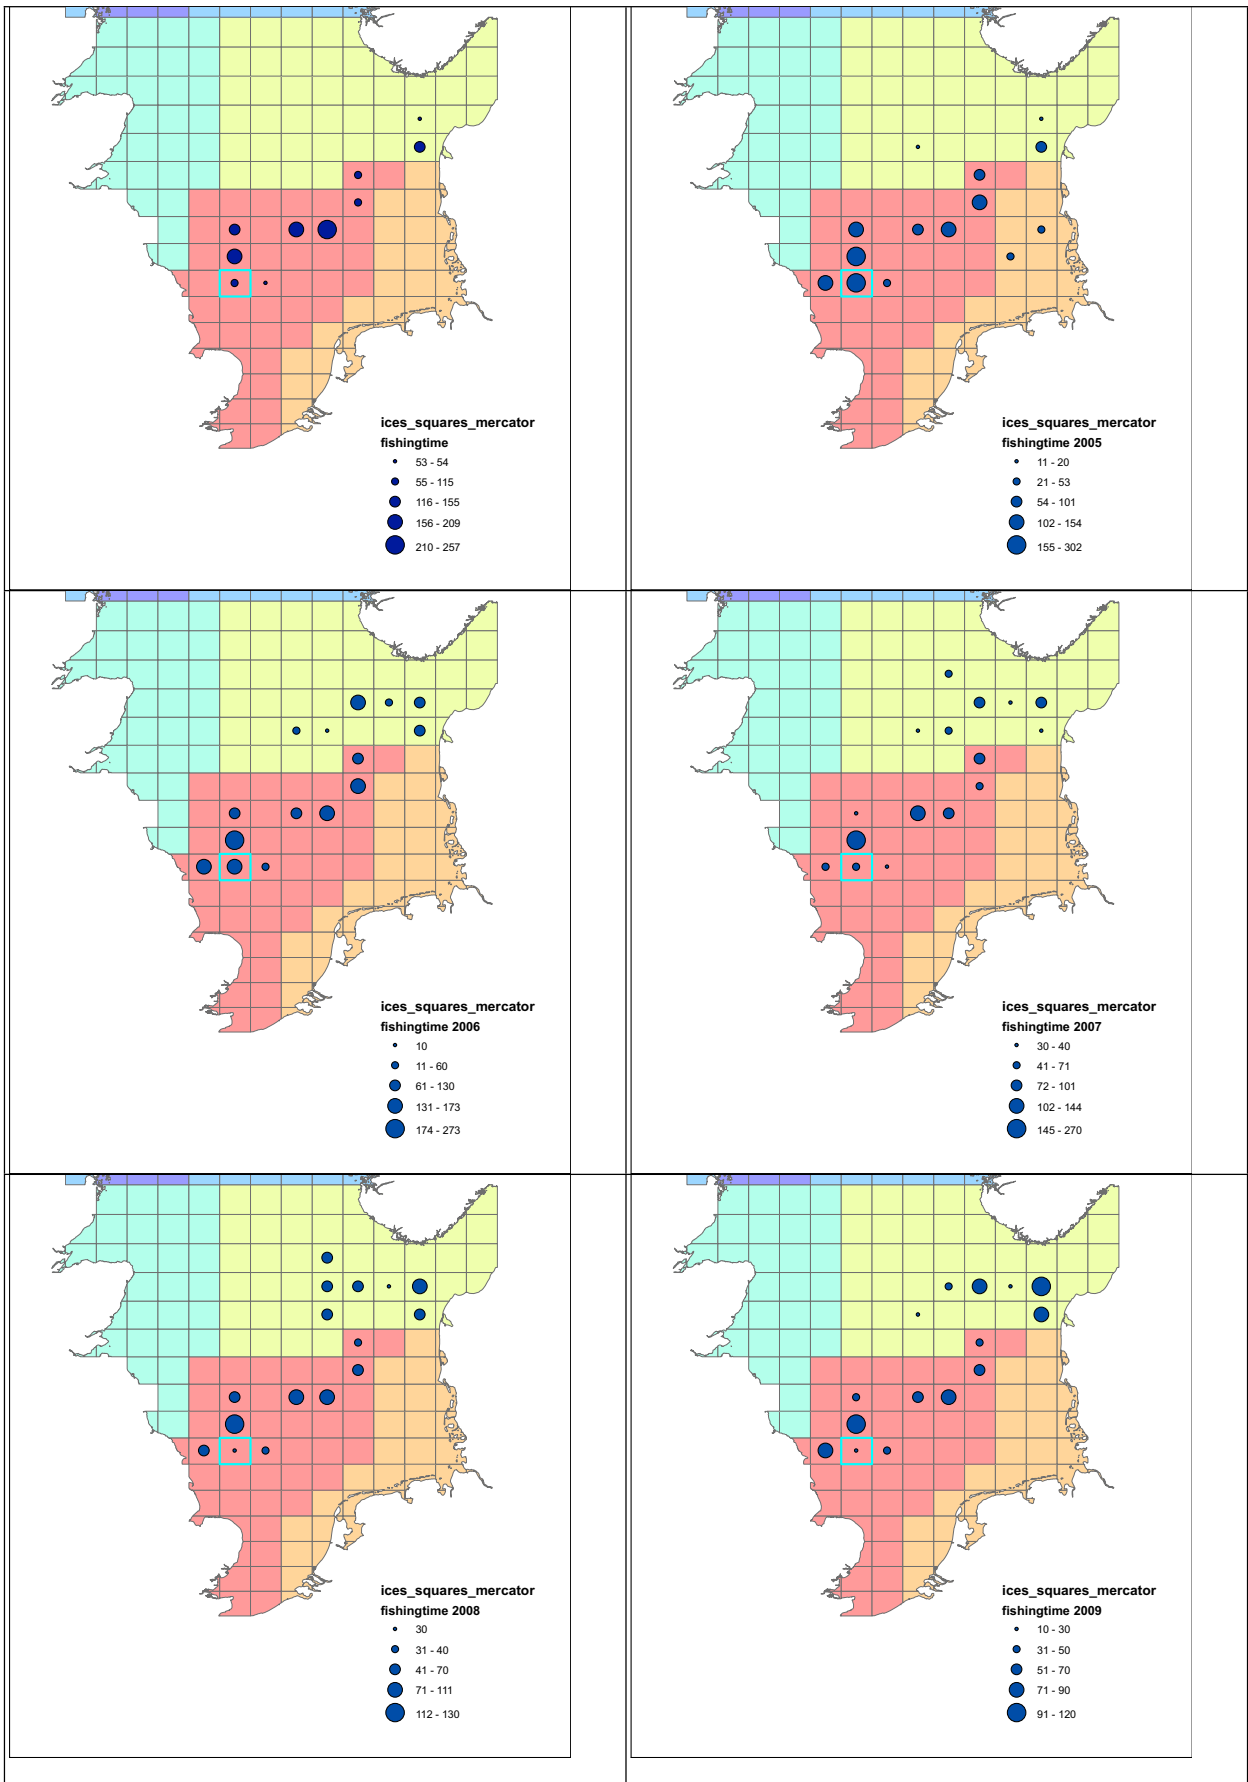 ices_squares_mercator
fishingtime
53 - 54
55 - 115
116 - 155
156 - 209
210 - 257
ices_squares_mercator
fishingtime 2005
11 - 20
21 - 53
54 - 101
102 - 154
155 - 302
ices_squares_mercator
fishingtime 2006
10
11 - 60
61 - 130
131 - 173
174 - 273
ices_squares_mercator
fishingtime 2007
30 - 40
41 - 71
72 - 101
102 - 144
145 - 270
ices_squares_mercator
fishingtime 2008
30
31 - 40
41 - 70
71 - 111
112 - 130
ices_squares_mercator
fishingtime 2009
10 - 30
31 - 50
51 - 70
71 - 90
91 - 120